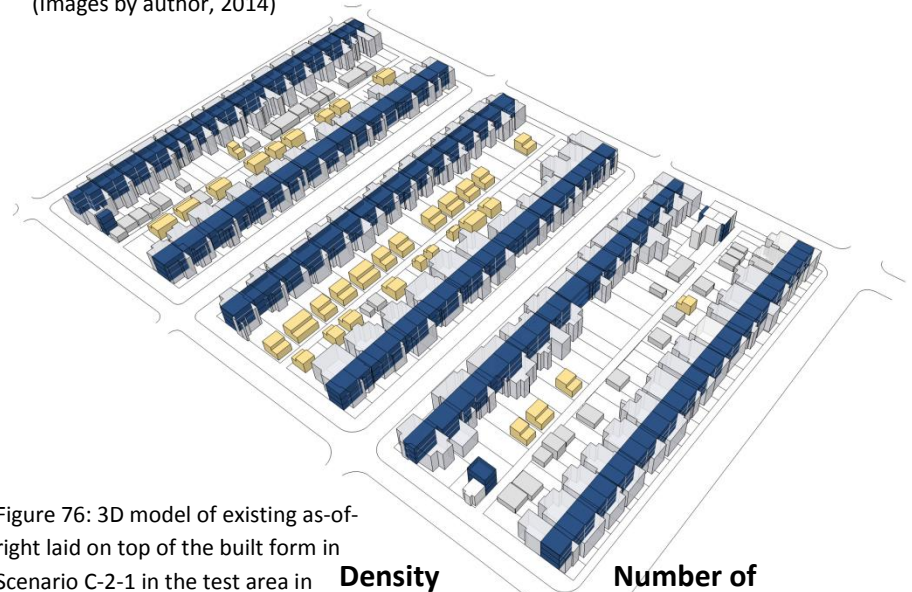 (Images by author, 2014)
Figure 76: 3D model of existing as-of-
right laid on top of the built form in
Scenario C-2-1 in the test area in
Density
Number of